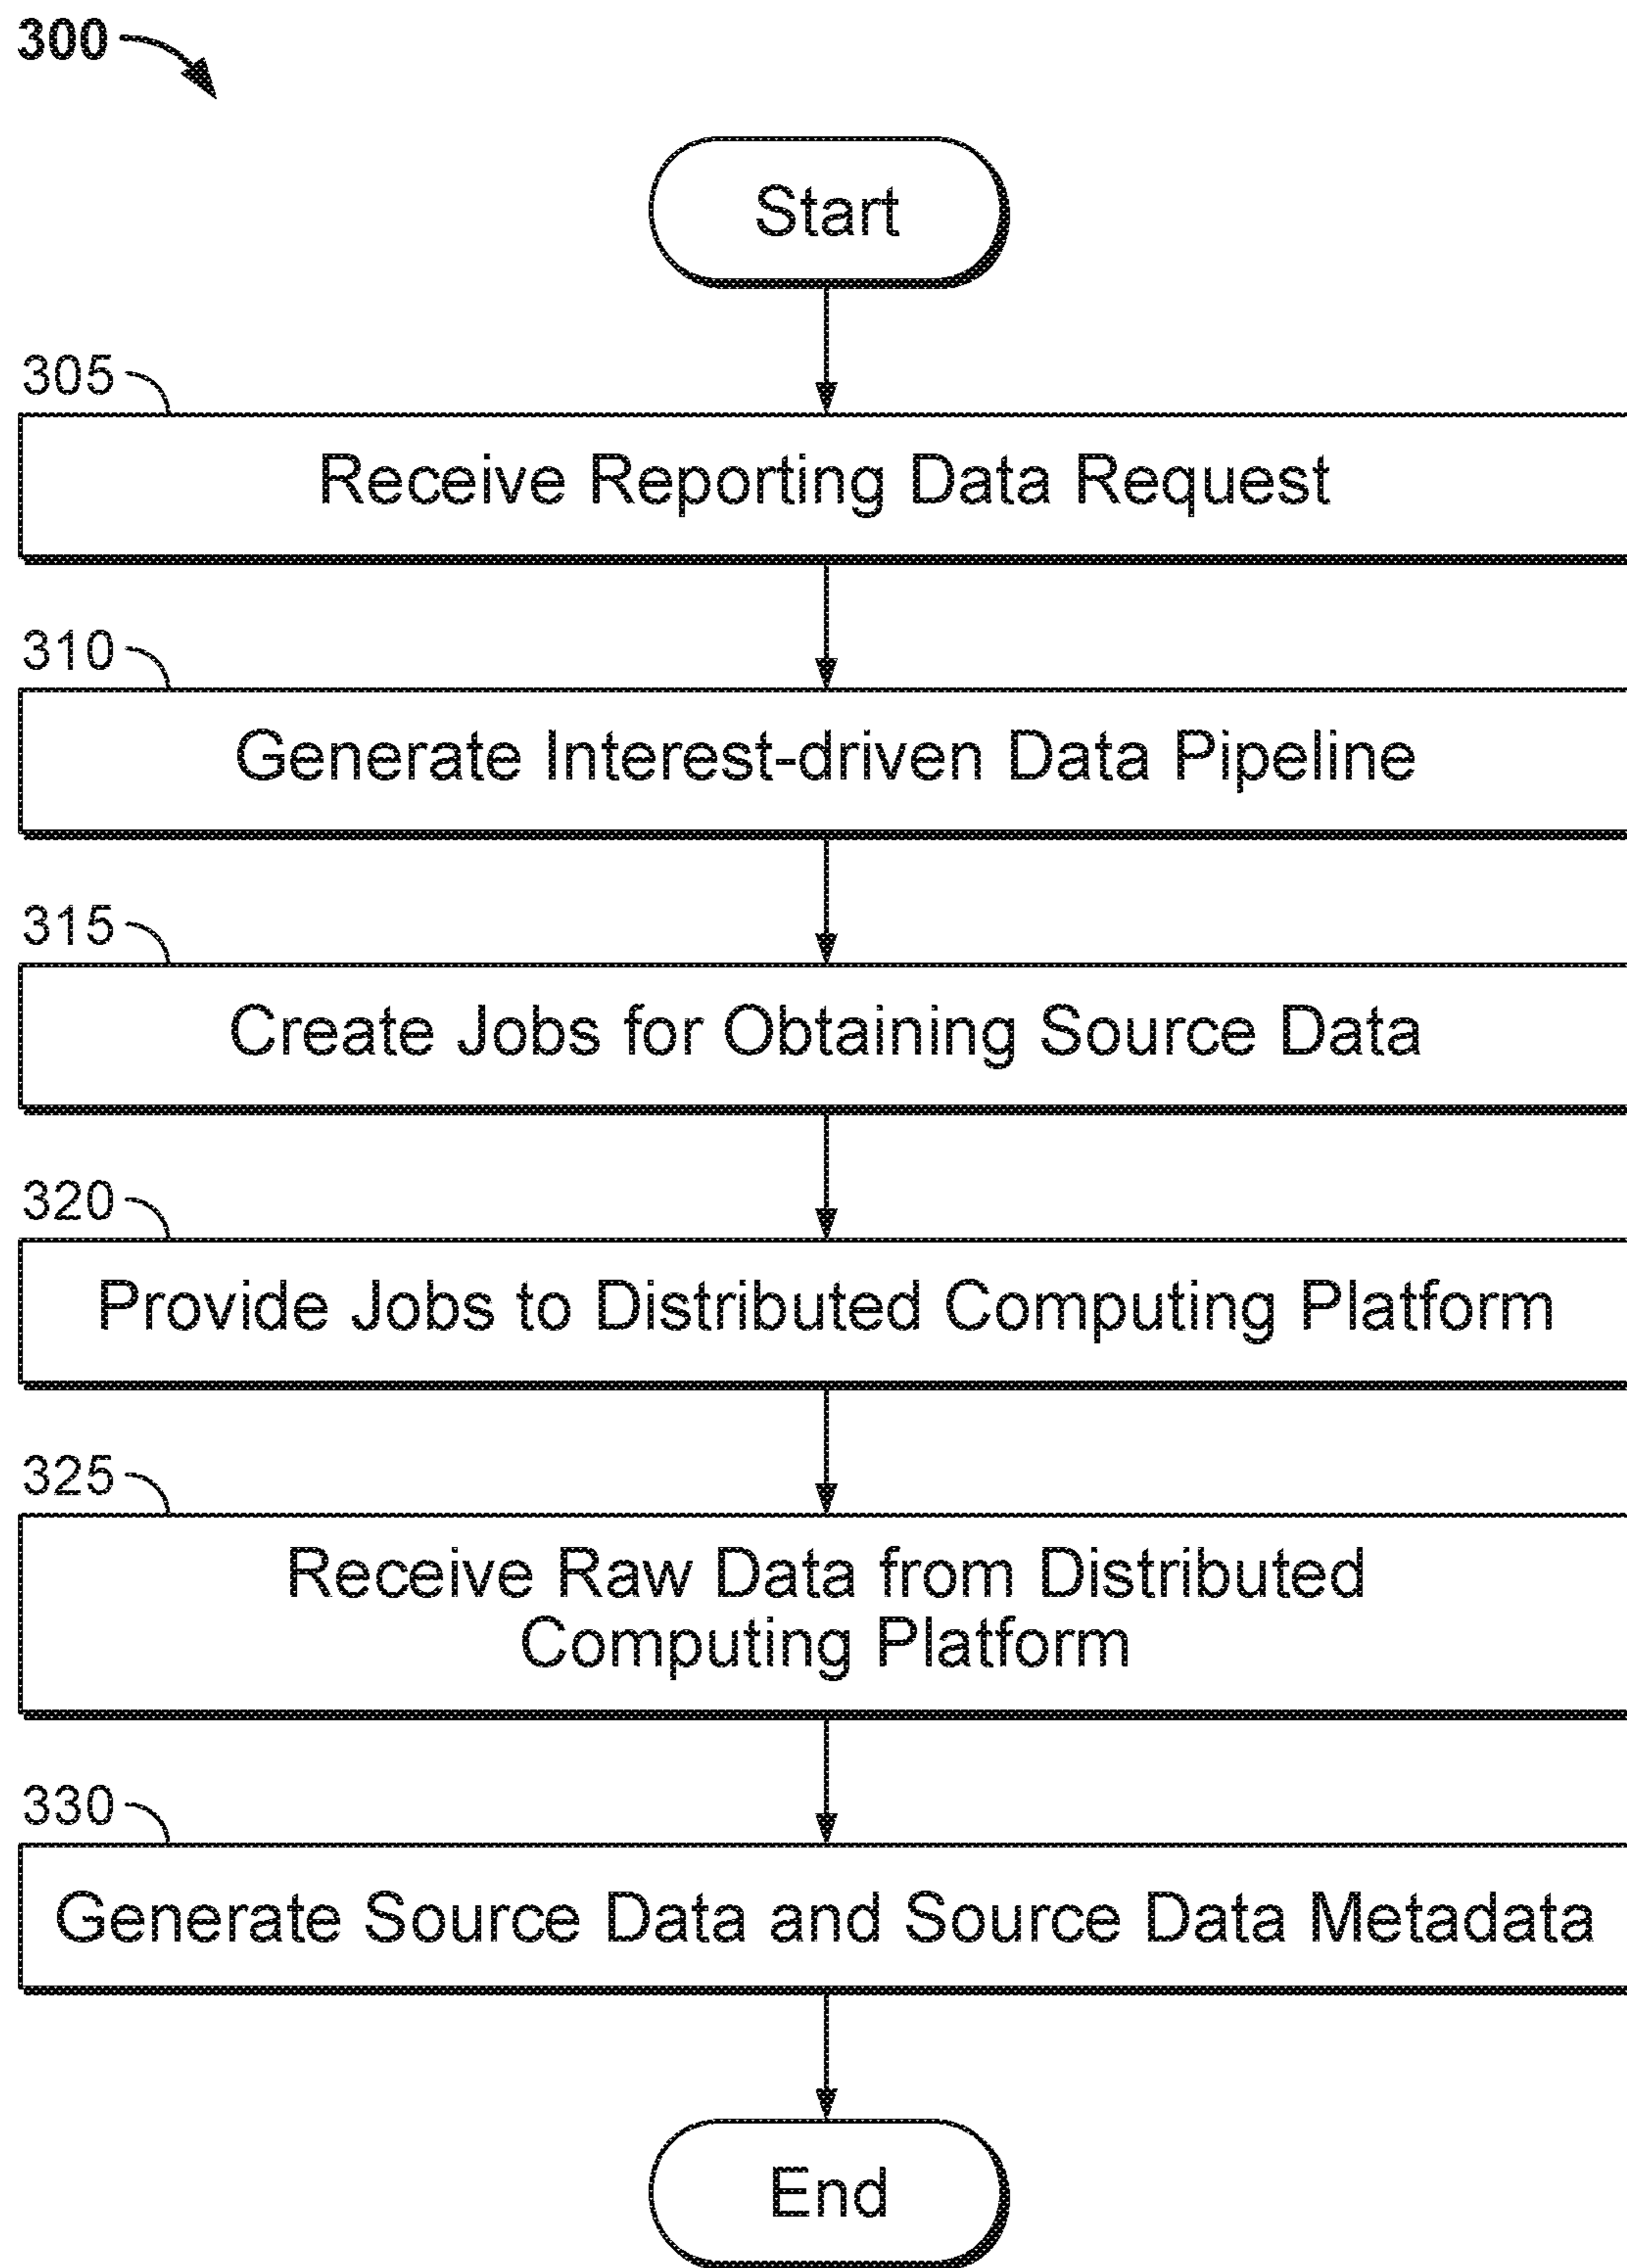 300
Start
305
Receive Reporting Data Request
310
Generate Interest-driven Data Pipeline
315
Create Jobs for Obtaining Source Data
320
Provide Jobs to Distributed Computing Platform
325
Receive Raw Data from Distributed
Computing Platform
330
Generate Source Data and Source Data Metadata
End